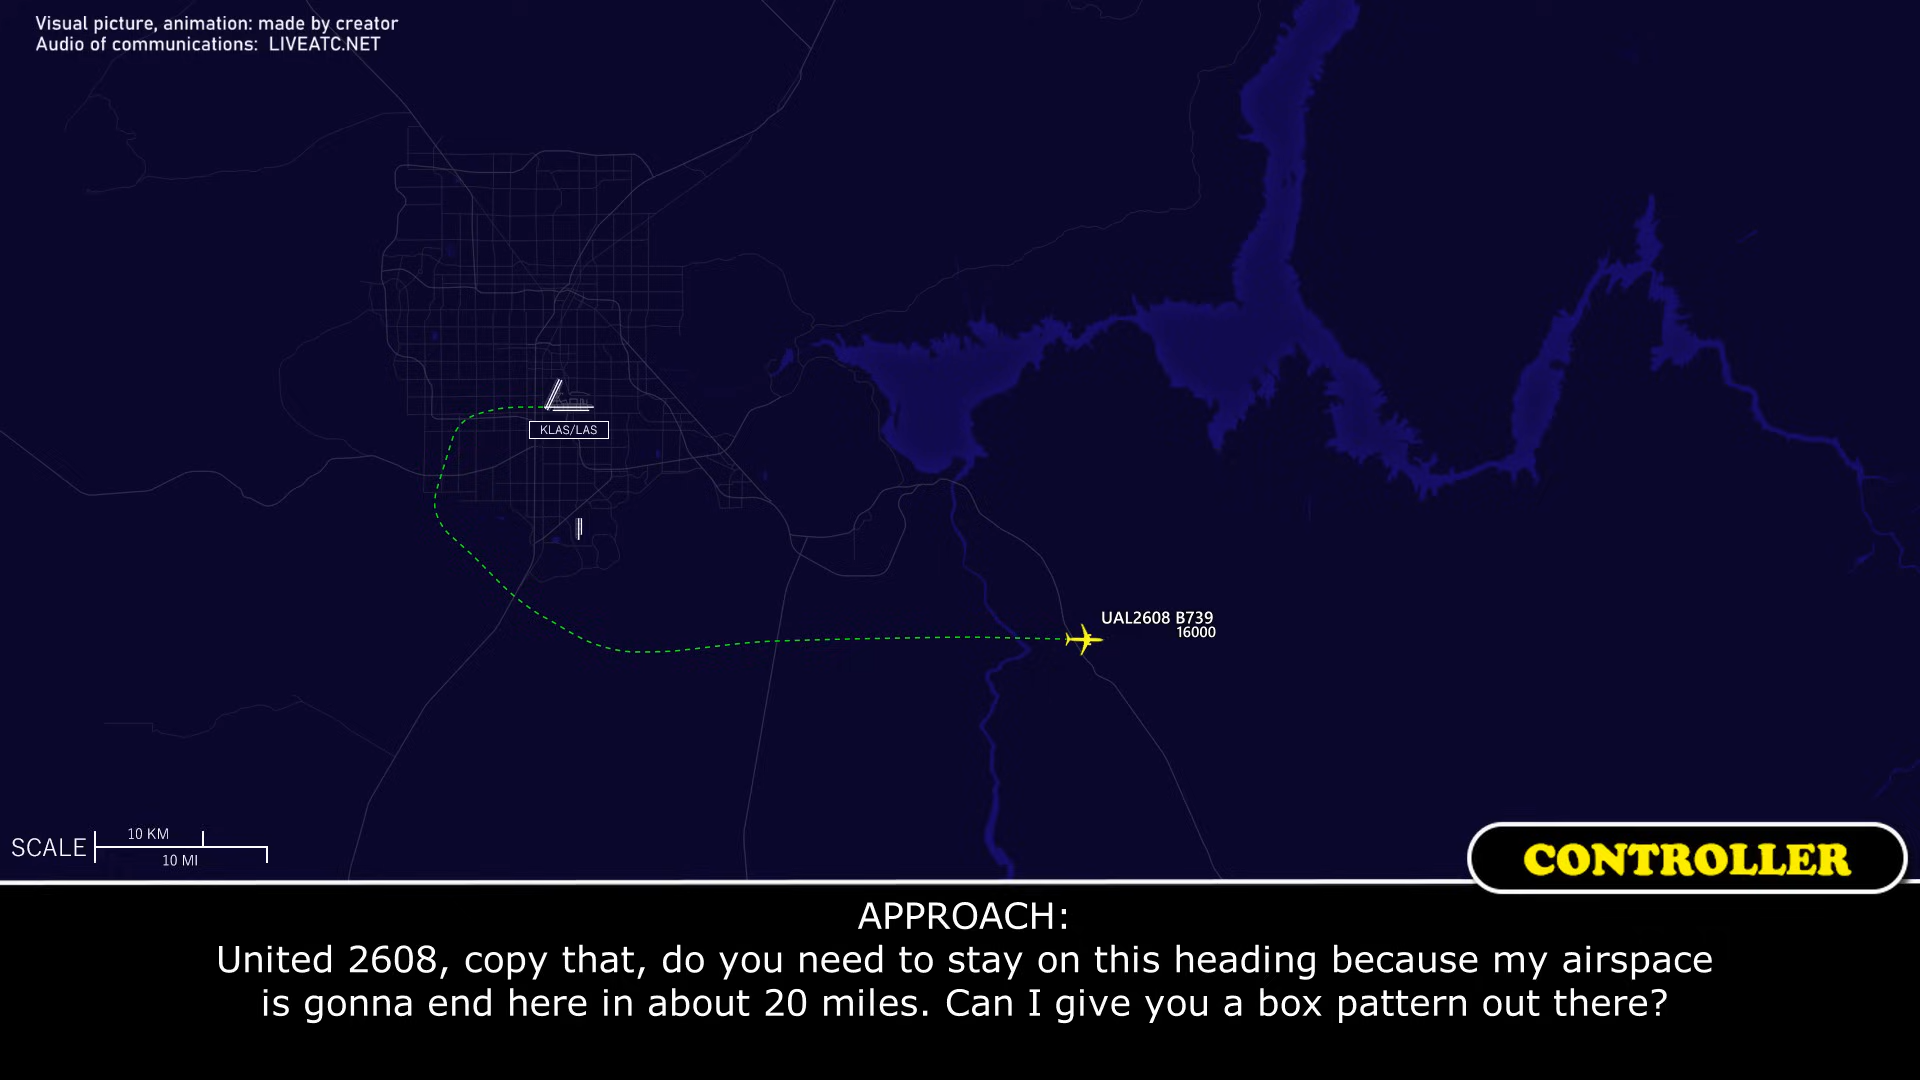 Visual picture, animation: made by creator
Audio of communications: LIVEATC.NET
KLAS/LAS
UAL2608 B739
16000
10 KM
SCALE
10 MI
CONTROLLER
APPROACH:
United 2608, copy that, do you need to stay on this heading because my airspace
is gonna end here in about 20 miles. Can I give you a box pattern out there?